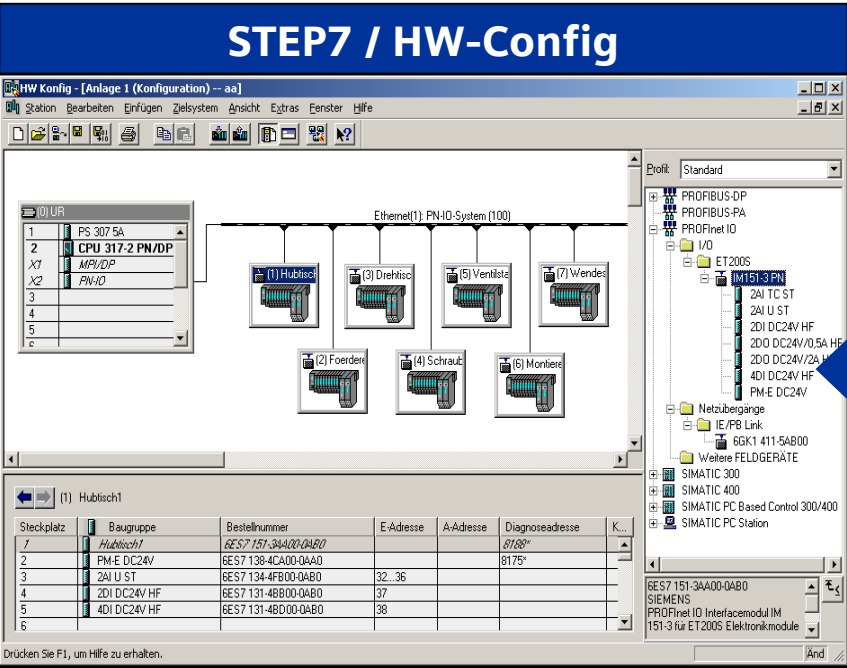 STEP7 / HW-Config
HW Konfig - [Anlage 1 (Konfiguration) -- aa]
Station Bearbeiten Einfügen Zielsystem Ansicht Extras Fenster Hilfe
(0) UR
1 PS 307 5A
2 CPU 317-2 PN/DP
X1 MPI/DP
X2 PN-IO
3
4
5
Ethernet(1): PN-IO-System (100)
(1) Hubtisch
(3) Drehtisc
(5) Ventilsta
(7) Wendes
(2) Foerdere
(4) Schraub
(6) Montiere
Profil: Standard
PROFIBUS-DP
PROFIBUS-PA
PROFInet IO
I/O
ET200S
IM151-3 PN
2AI TC ST
2AI U ST
2DI DC24V HF
2DO DC24V/0,5A HF
2DO DC24V/2A HF
4DI DC24V HF
PM-E DC24V
Netzübergänge
IE/PB Link
6GK1 411-5AB00
Weitere FELDGERÄTE
SIMATIC 300
SIMATIC 400
SIMATIC PC Based Control 300/400
SIMATIC PC Station
(1) Hubtisch1
Steckplatz Baugruppe Bestellnummer E-Adresse A-Adresse Diagnoseadresse K...
1 Hubtisch1 6ES7 151-3AA00-0AB0 8188*
2 PM-E DC24V 6ES7 138-4CA00-0AA0 8175*
3 2AI U ST 6ES7 134-4FB00-0AB0 32...36
4 2DI DC24V HF 6ES7 131-4BB00-0AB0 37
5 4DI DC24V HF 6ES7 131-4BD00-0AB0 38
6
6ES7 151-3AA00-0AB0
SIEMENS
PROFInet IO Interfacemodul IM
151-3 für ET200S Elektronikmodule
Drücken Sie F1, um Hilfe zu erhalten.
Änd